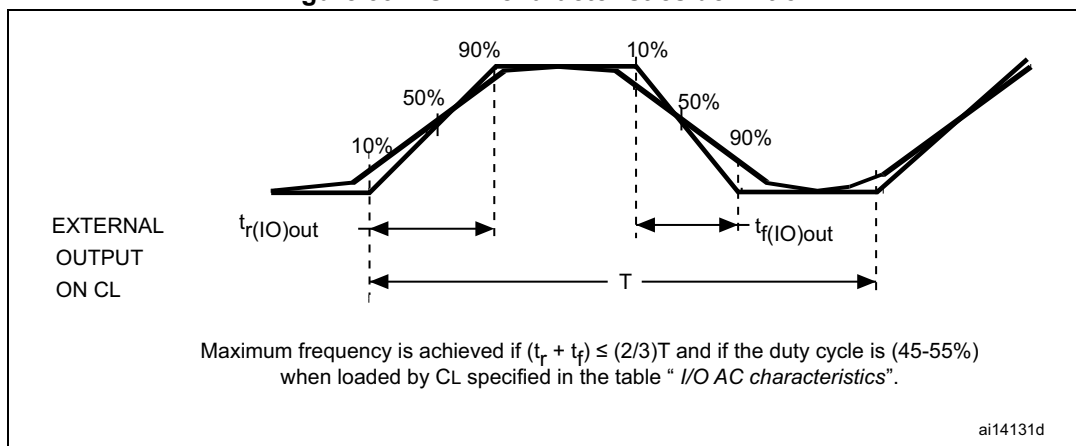 90%
10%
50%
50%
10%
90%
EXTERNAL
OUTPUT
ON CL
tr(IO)out
tf(IO)out
T
Maximum frequency is achieved if (tr + tf) ≤ (2/3)T and if the duty cycle is (45-55%)
when loaded by CL specified in the table “ I/O AC characteristics”.
ai14131d